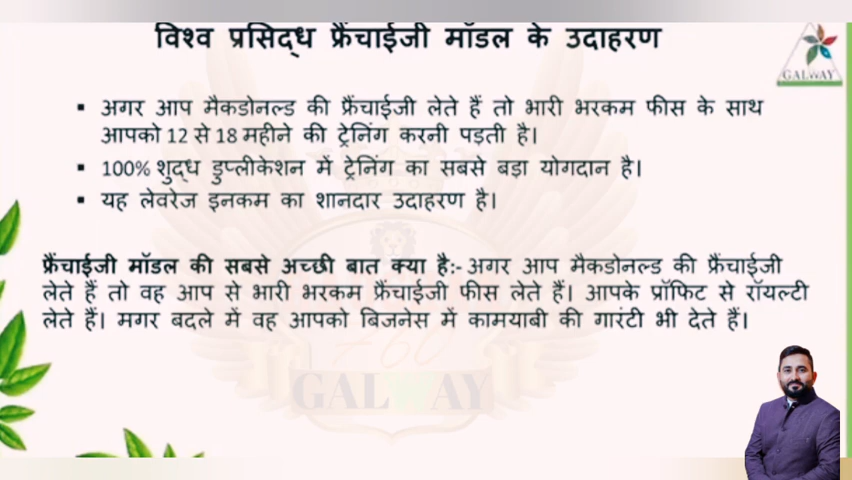 विश्व प्रसिद्ध फ्रैंचाईजी मॉडल के उदाहरण
GALWAY
▪ अगर आप मैकडोनल्ड की फ्रैंचाईजी लेते हैं तो भारी भरकम फीस के साथ
आपको 12 से 18 महीने की ट्रेनिंग करनी पड़ती है।
▪ 100% शुद्ध डुप्लीकेशन में ट्रेनिंग का सबसे बड़ा योगदान है।
▪ यह लेवरेज इनकम का शानदार उदाहरण है।
फ्रैंचाईजी मॉडल की सबसे अच्छी बात क्या है:- अगर आप मैकडोनल्ड की फ्रैंचाईजी
लेते हैं तो वह आप से भारी भरकम फ्रैंचाईजी फीस लेते हैं। आपके प्रॉफिट से रॉयल्टी
लेते हैं। मगर बदले में वह आपको बिजनेस में कामयाबी की गारंटी भी देते हैं।
GALWAY